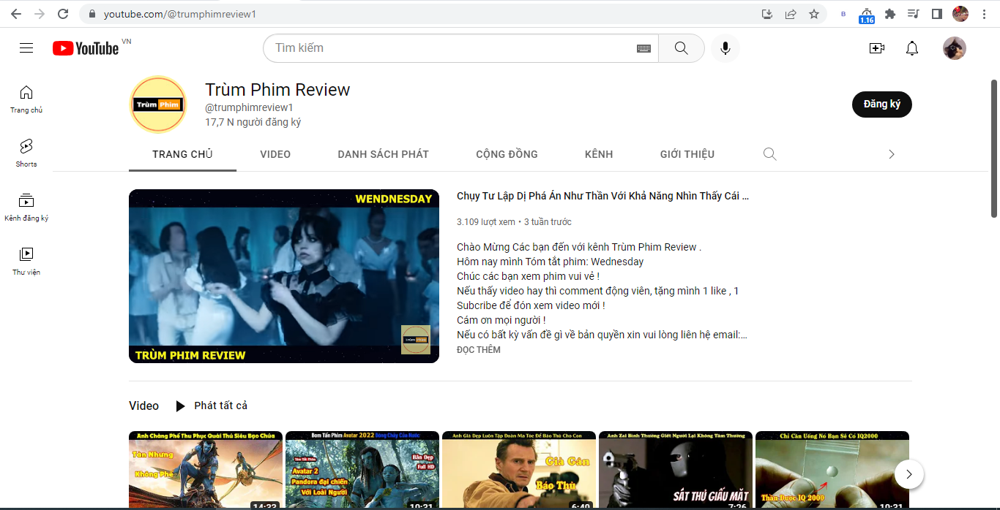 youtube.com/@trumphimreview1
B
1.16
YouTube VN
Tìm kiếm
Trang chủ
Shorts
Kênh đăng ký
Thư viện
Trùm Phim
Trùm Phim Review
@trumphimreview1
17,7 N người đăng ký
Đăng ký
TRANG CHỦ
VIDEO
DANH SÁCH PHÁT
CỘNG ĐỒNG
KÊNH
GIỚI THIỆU
WENDNESDAY
TRÙM PHIM REVIEW
Trùm Phim
Chụy Tư Lập Dị Phá Án Như Thần Với Khả Năng Nhìn Thấy Cái ...
3.109 lượt xem • 3 tuần trước
Chào Mừng Các bạn đến với kênh Trùm Phim Review .
Hôm nay mình Tóm tắt phim: Wednesday
Chúc các bạn xem phim vui vẻ !
Nếu thấy video hay thì comment động viên, tặng mình 1 like , 1
Subcribe để đón xem video mới !
Cám ơn mọi người !
Nếu có bất kỳ vấn đề gì về bản quyền xin vui lòng liên hệ email:...
ĐỌC THÊM
Video
Phát tất cả
Anh Chàng Phế Thu Phục Quái Thú Siêu Bạo Chúa
Tàn Nhưng
Không Phế
14:33
Bom Tấn Phim Avatar 2022 Dòng Chảy Của Nước
Tóm Tắt Phim
Avatar 2
Pandora đại chiến
Với Loài Người
Bản Đẹp
Full HD
10:31
Anh Già Đẹp Luôn Tập Đoàn Ma Tóe Để Báo Thù Cho Con
Già Gân
Báo Thù
6:40
Anh Zai Bình Thường Giết Người Lại Không Tầm Thường
SÁT THỦ GIẤU MẶT
7:26
Chỉ Cần Uống Nó Bạn Sẽ Có IQ2000
Thần Dược IQ 2000
10:31